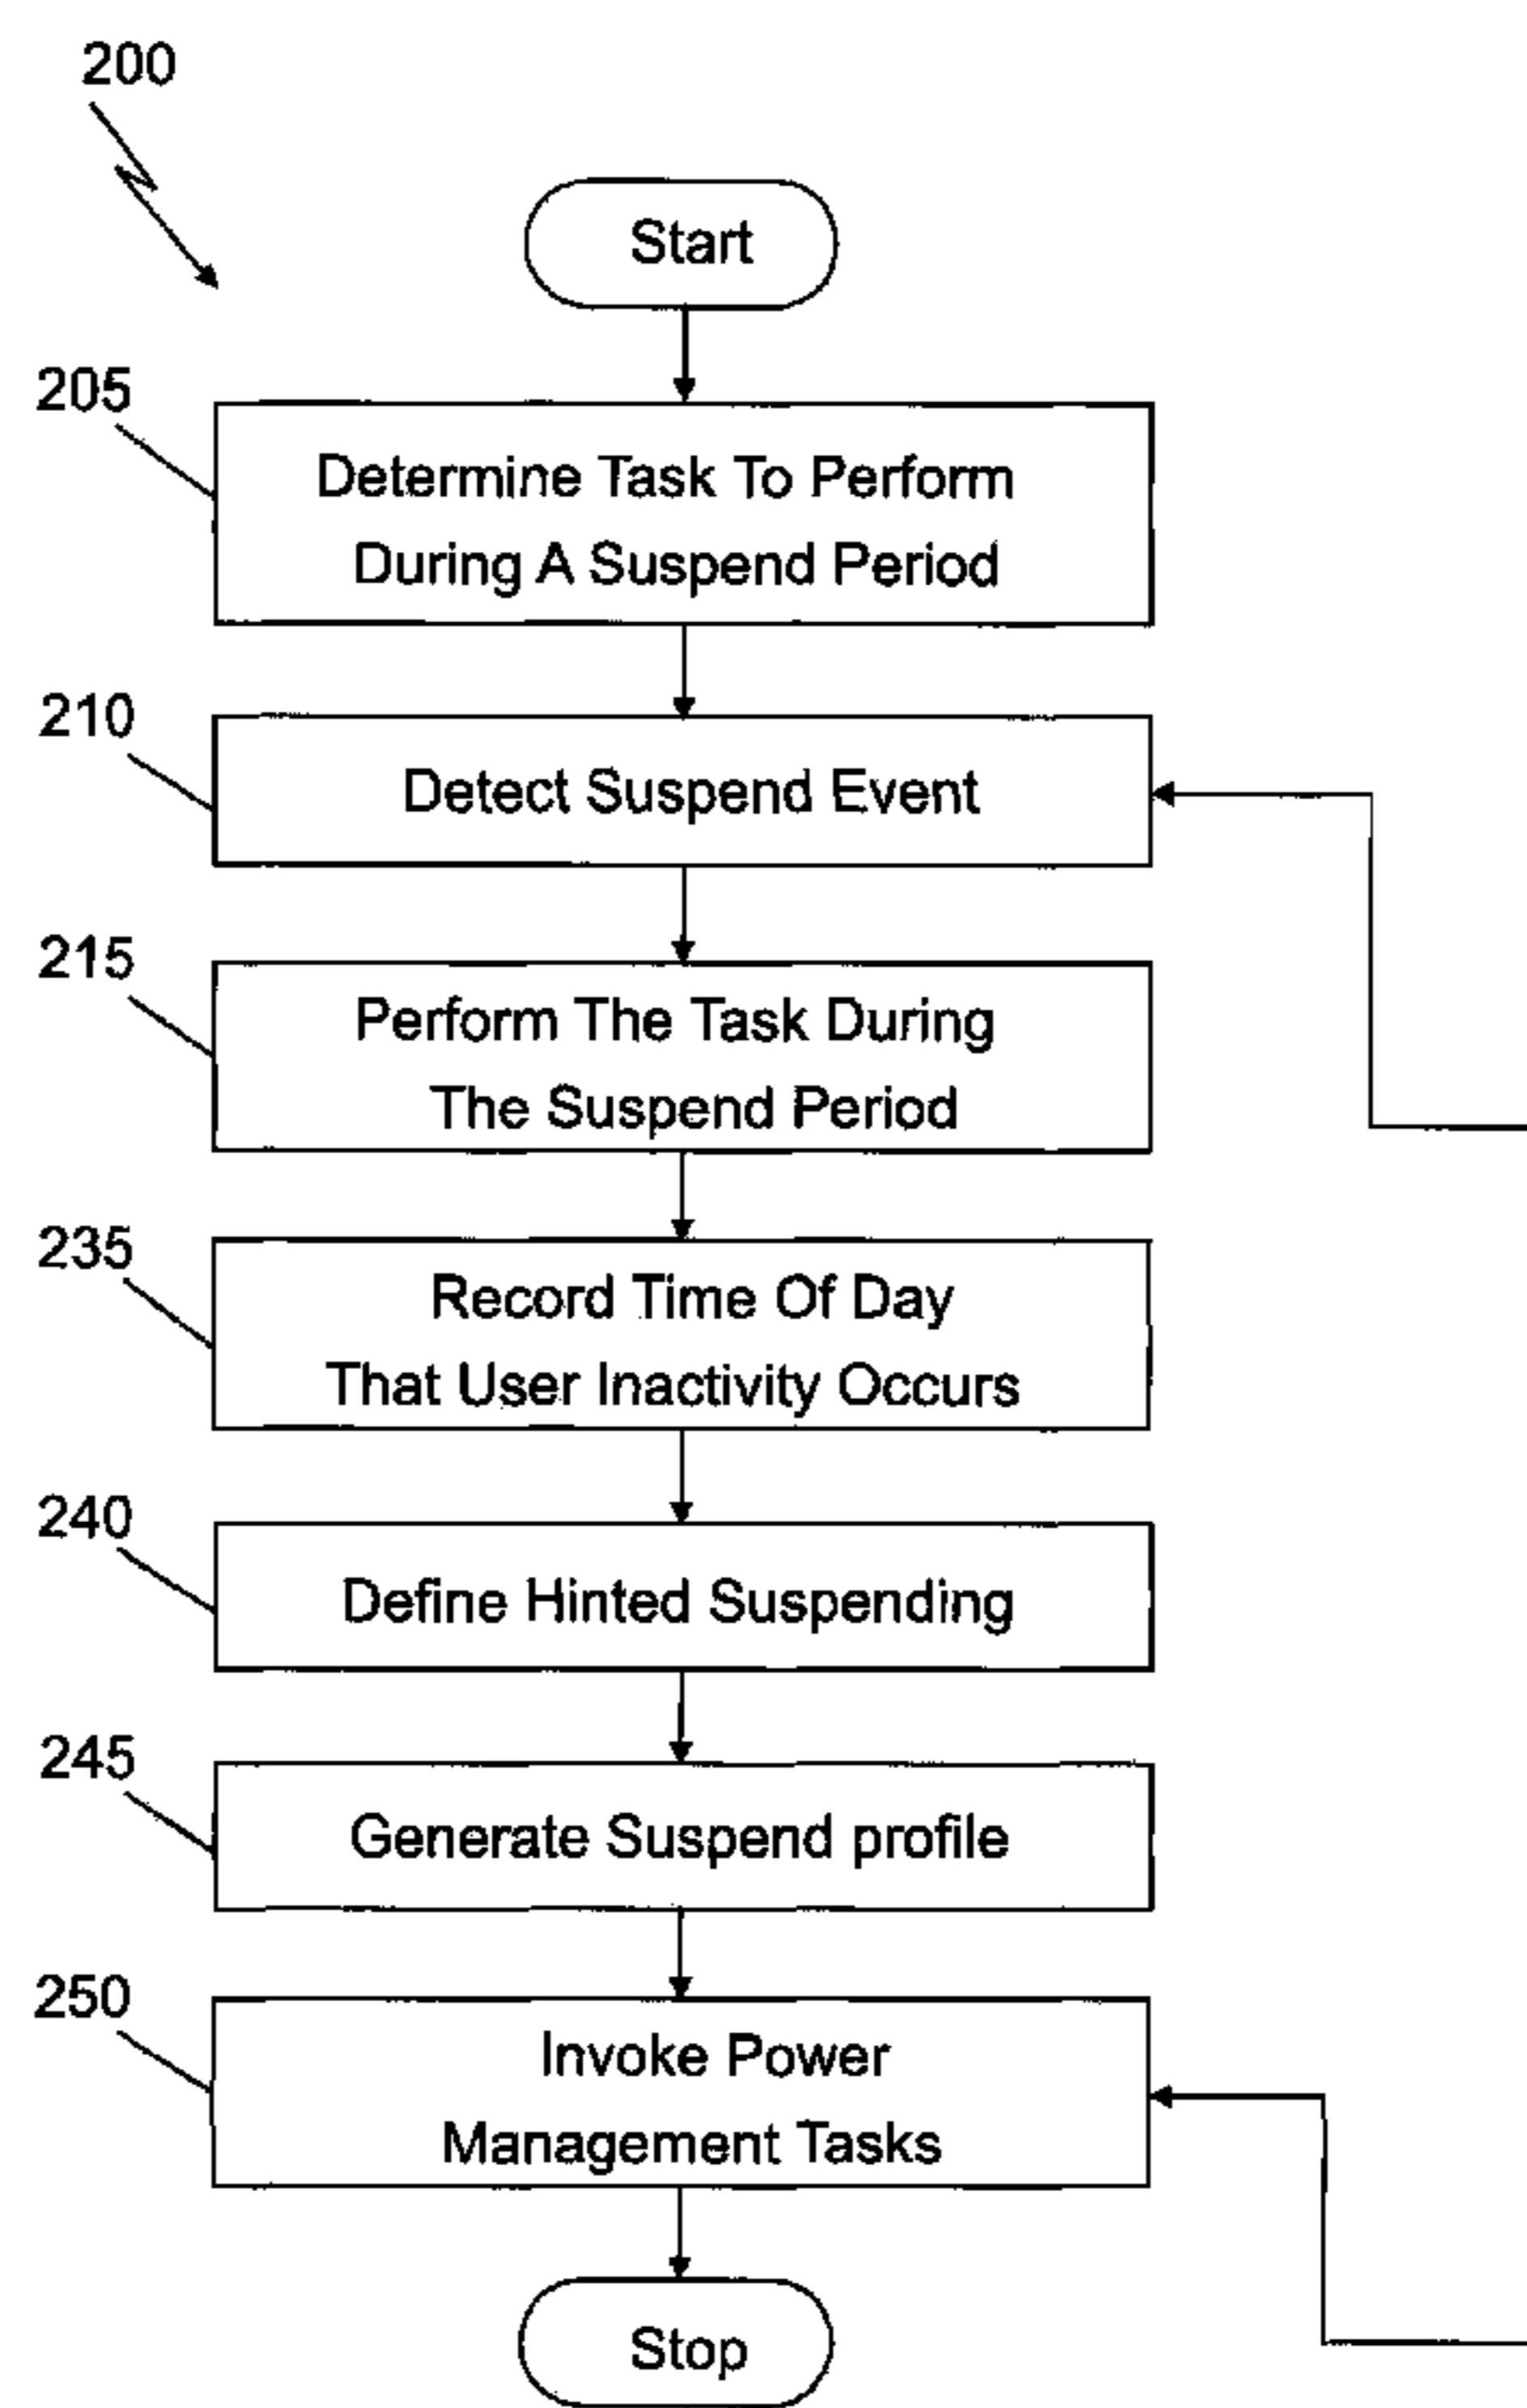 200
Start
205
Determine Task To Perform
During A Suspend Period
210
Detect Suspend Event
215
Perform The Task During
The Suspend Period
235
Record Time Of Day
That User Inactivity Occurs
240
Define Hinted Suspending
245
Generate Suspend profile
250
Invoke Power
Management Tasks
Stop